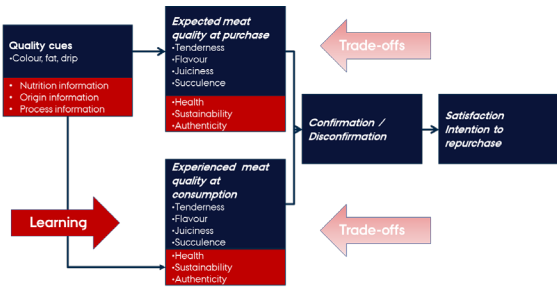 Quality cues
•Colour, fat, drip
• Nutrition information
• Origin information
• Process information
Expected meat
quality at purchase
•Tenderness
•Flavour
•Juiciness
•Succulence
•Health
•Sustainability
•Authenticity
Trade-offs
Confirmation /
Disconfirmation
Satisfaction
Intention to
repurchase
Learning
Experienced meat
quality at
consumption
•Tenderness
•Flavour
•Juiciness
•Succulence
•Health
•Sustainability
•Authenticity
Trade-offs